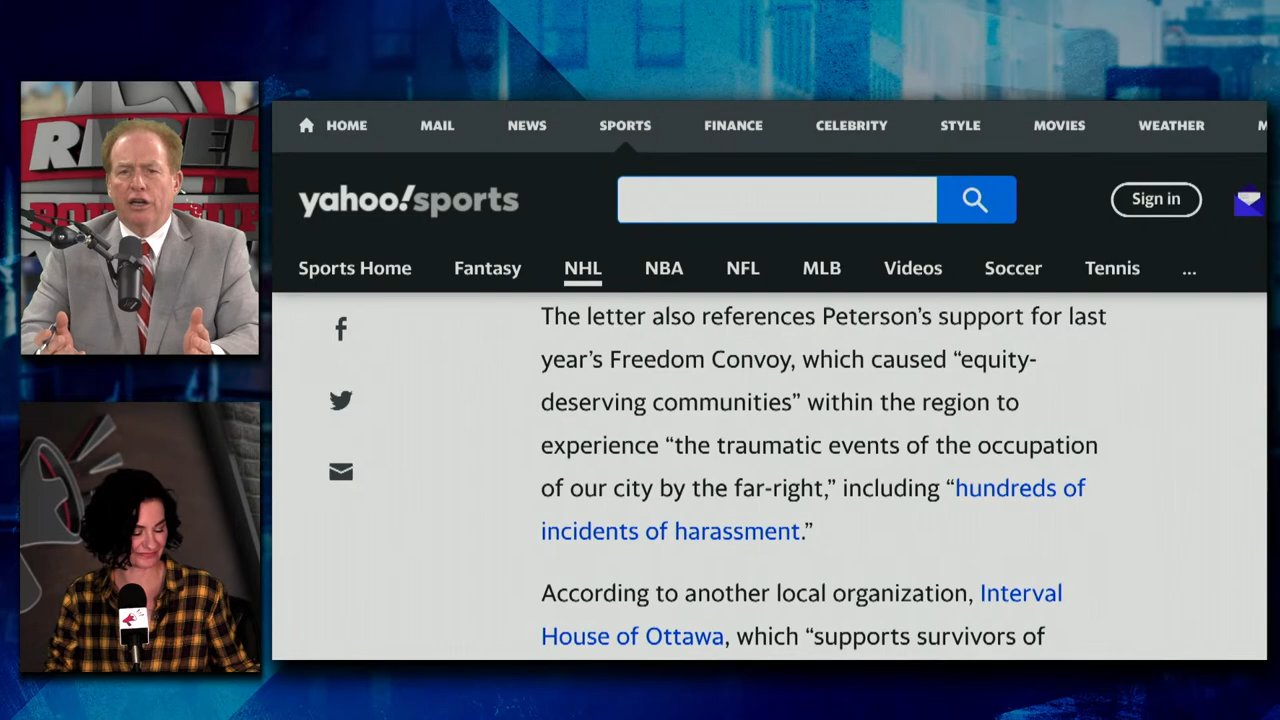 HOME MAIL NEWS SPORTS FINANCE CELEBRITY STYLE MOVIES WEATHER M
yahoo!sports
Sign in
Sports Home Fantasy NHL NBA NFL MLB Videos Soccer Tennis ...
The letter also references Peterson’s support for last
year’s Freedom Convoy, which caused “equity-
deserving communities” within the region to
experience “the traumatic events of the occupation
of our city by the far-right,” including “hundreds of
incidents of harassment.”
According to another local organization, Interval
House of Ottawa, which “supports survivors of